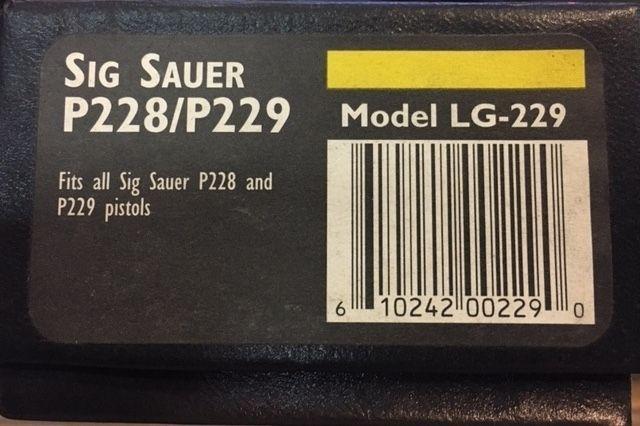 SIG SAUER
P228/P229
Fits all Sig Sauer P228 and
P229 pistols
Model LG-229
6 10242 00229 0